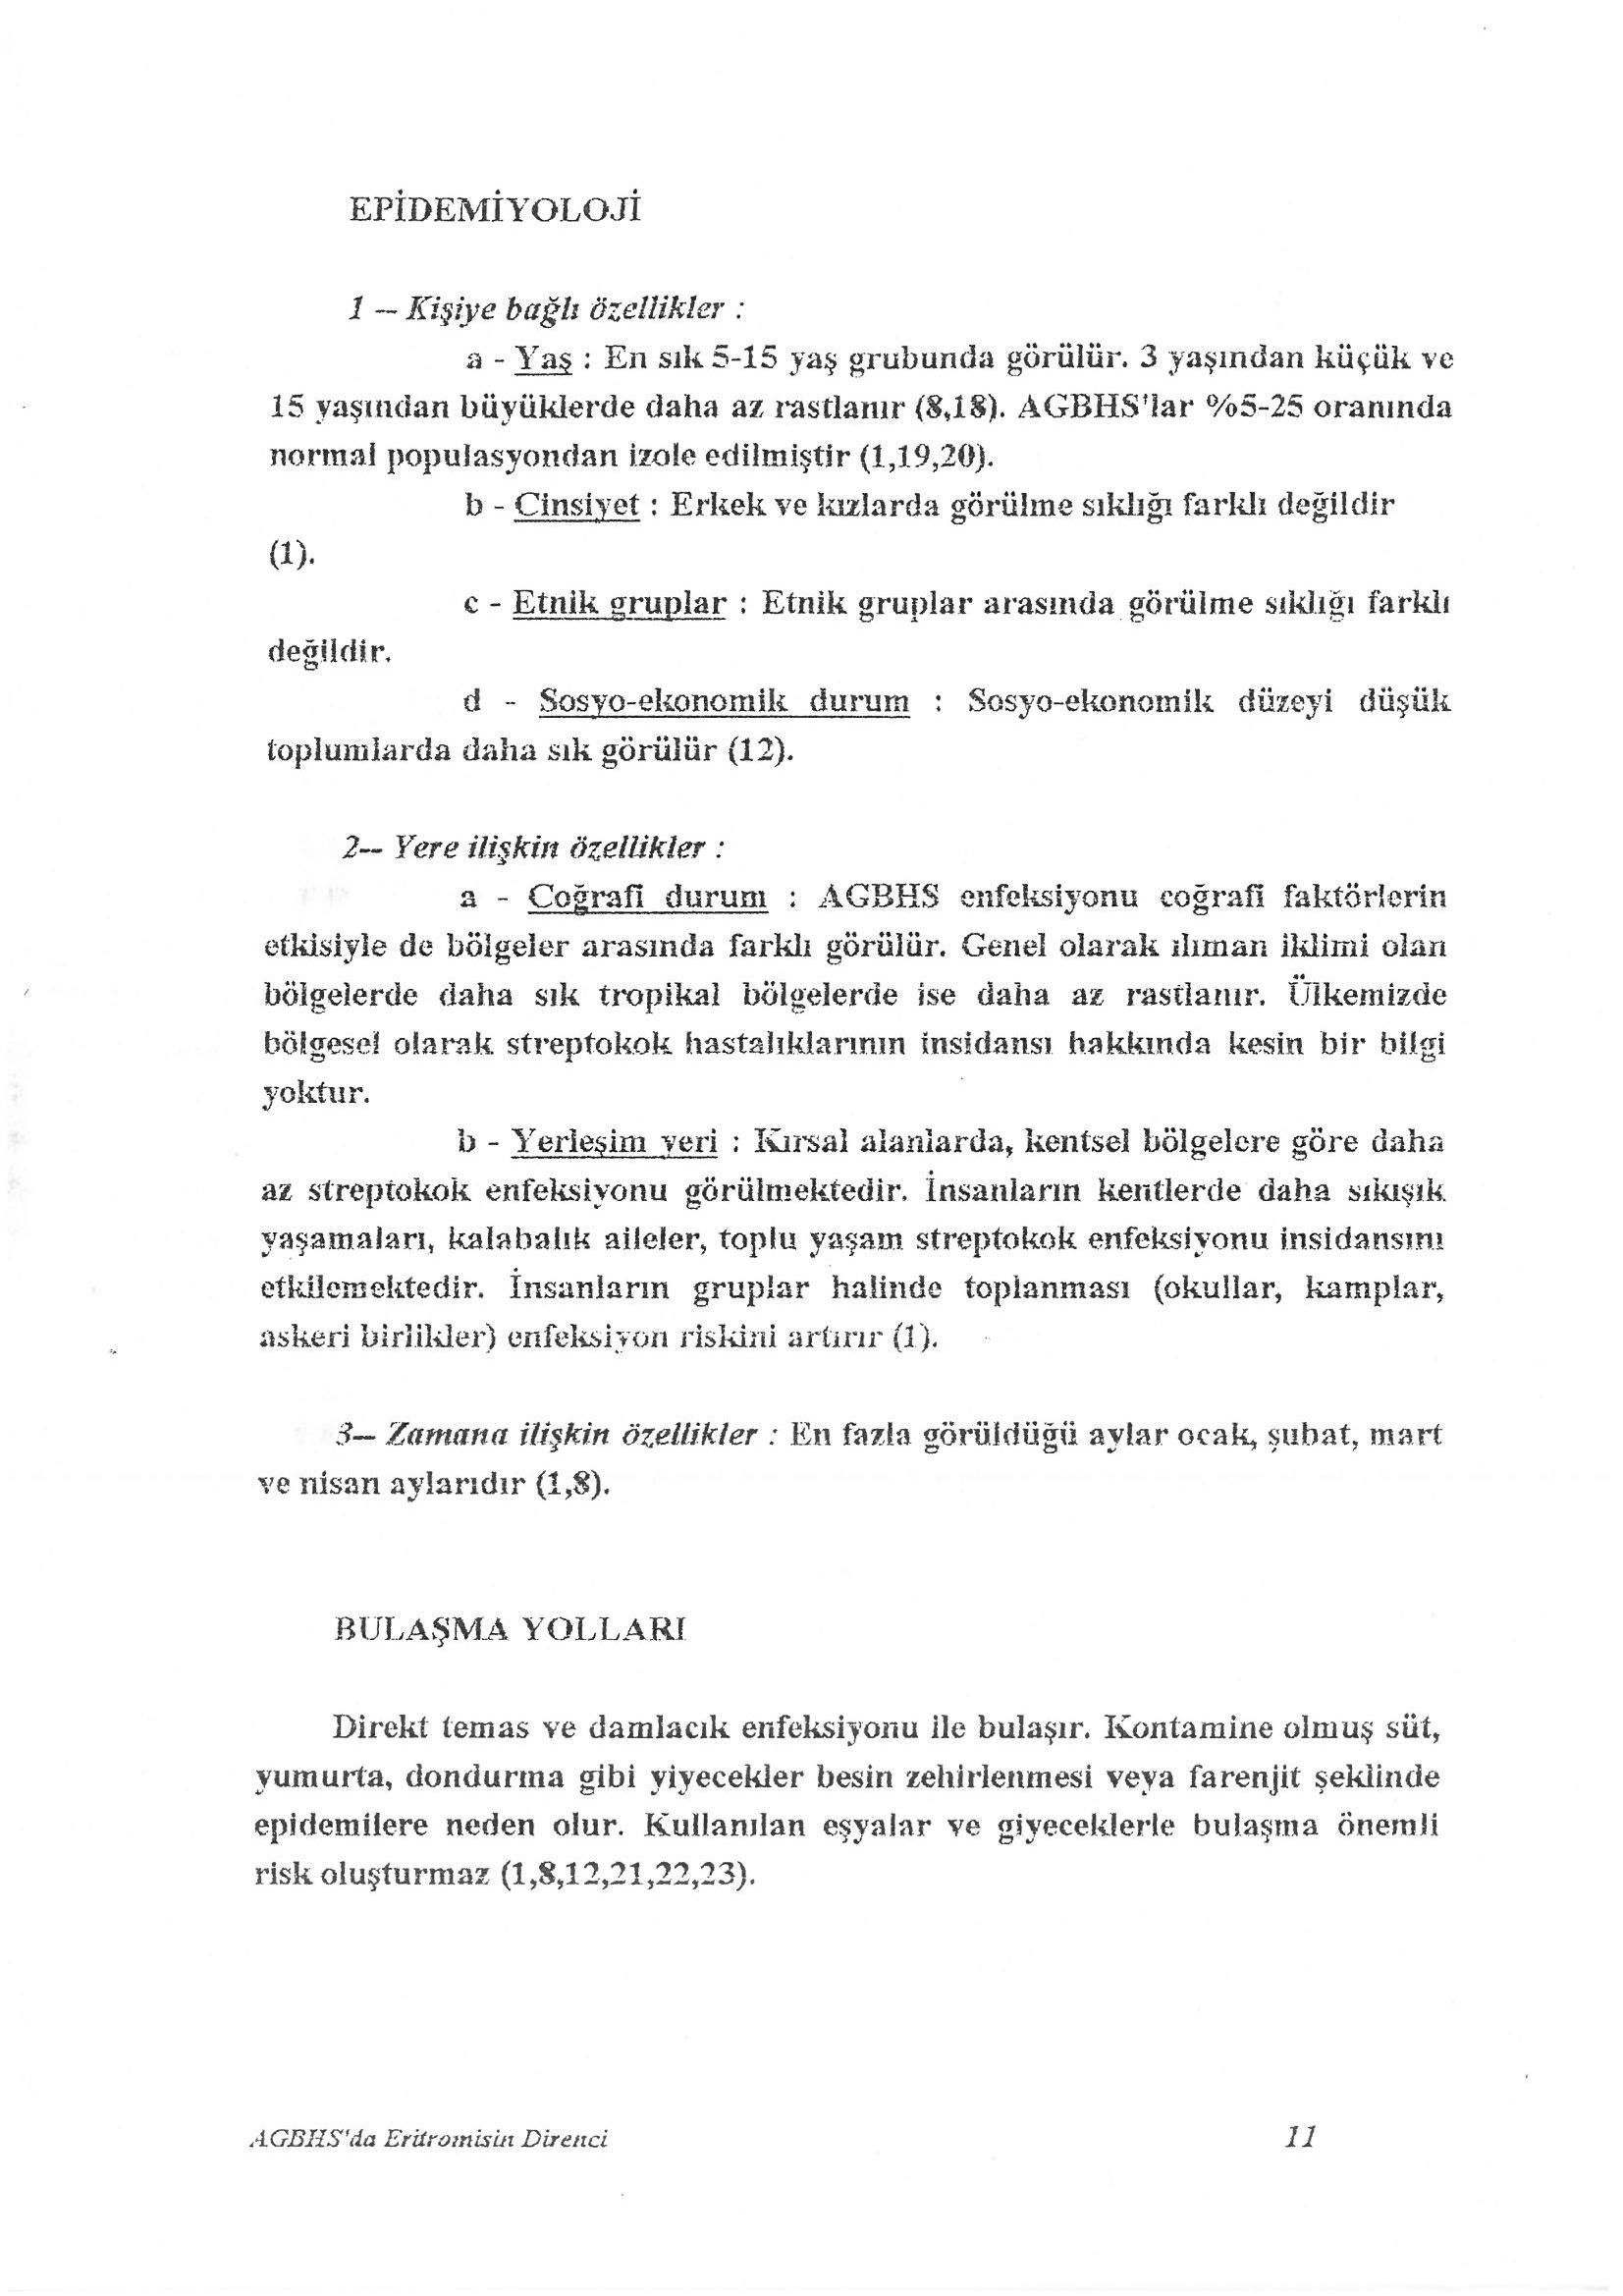 EPİDEMİYOLOJİ
1 – Kişiye bağlı özellikler :
a - Yaş : En sık 5-15 yaş grubunda görülür. 3 yaşından küçük ve
15 yaşından büyüklerde daha az rastlanır (8,18). AGBHS'lar %5-25 oranında
normal populasyondan izole edilmiştir (1,19,20).
b - Cinsiyet : Erkek ve kızlarda görülme sıklığı farklı değildir
(1).
c - Etnik gruplar : Etnik gruplar arasında görülme sıklığı farklı
değildir.
d - Sosyo-ekonomik durum : Sosyo-ekonomik düzeyi düşük
toplumlarda daha sık görülür (12).
2– Yere ilişkin özellikler :
a - Coğrafi durum : AGBHS enfeksiyonu coğrafi faktörlerin
etkisiyle de bölgeler arasında farklı görülür. Genel olarak ılıman iklimi olan
bölgelerde daha sık tropikal bölgelerde ise daha az rastlanır. Ülkemizde
bölgesel olarak streptokok hastalıklarının insidansı hakkında kesin bir bilgi
yoktur.
b - Yerleşim yeri : Kırsal alanlarda, kentsel bölgelere göre daha
az streptokok enfeksiyonu görülmektedir. İnsanların kentlerde daha sıkışık
yaşamaları, kalabalık aileler, toplu yaşam streptokok enfeksiyonu insidansını
etkilemektedir. İnsanların gruplar halinde toplanması (okullar, kamplar,
askeri birlikler) enfeksiyon riskini artırır (1).
3– Zamana ilişkin özellikler : En fazla görüldüğü aylar ocak, şubat, mart
ve nisan aylarıdır (1,8).
BULAŞMA YOLLARI
Direkt temas ve damlacık enfeksiyonu ile bulaşır. Kontamine olmuş süt,
yumurta, dondurma gibi yiyecekler besin zehirlenmesi veya farenjit şeklinde
epidemilere neden olur. Kullanılan eşyalar ve giyeceklerle bulaşma önemli
risk oluşturmaz (1,8,12,21,22,23).
AGBHS'da Eritromisin Direnci 11